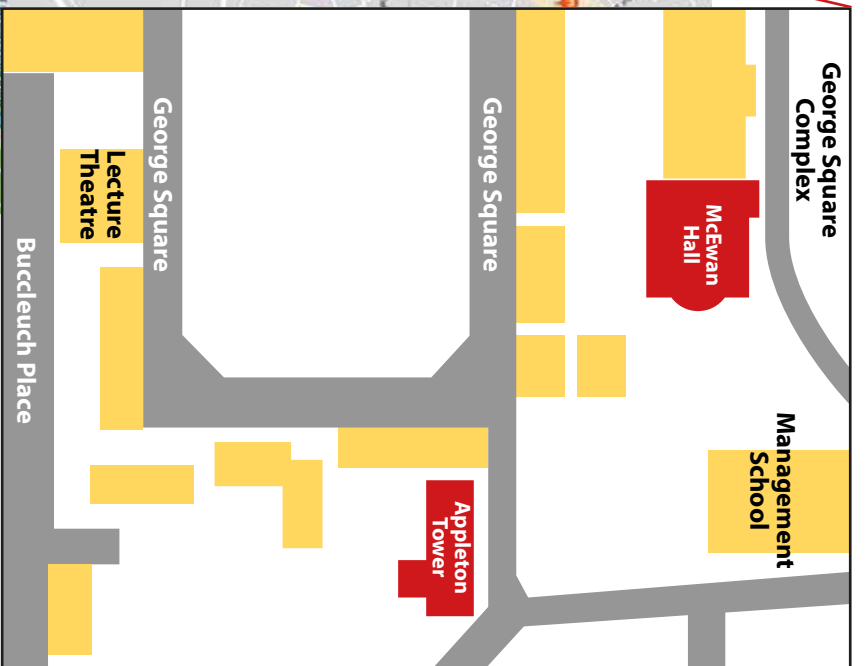 George Square
Complex
McEwan
Hall
George Square
George Square
Lecture
Theatre
Buccleuch Place
Management
School
Appleton
Tower